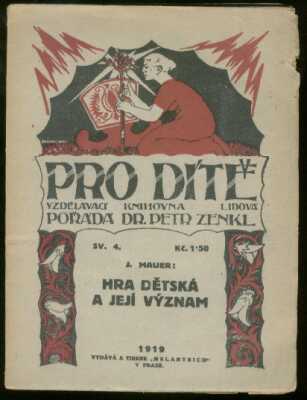 PRO DÍTĚ
VZDĚLÁVACÍ KNIHOVNA LIDOVÁ
POŘÁDÁ DR. PETR ZENKL.
SV. 4. Kč. 1·50
J. MAUER:
HRA DĚTSKÁ
A JEJÍ VÝZNAM
1919
VYDÁVÁ A TISKNE „MELANTRICH“
V PRAZE.